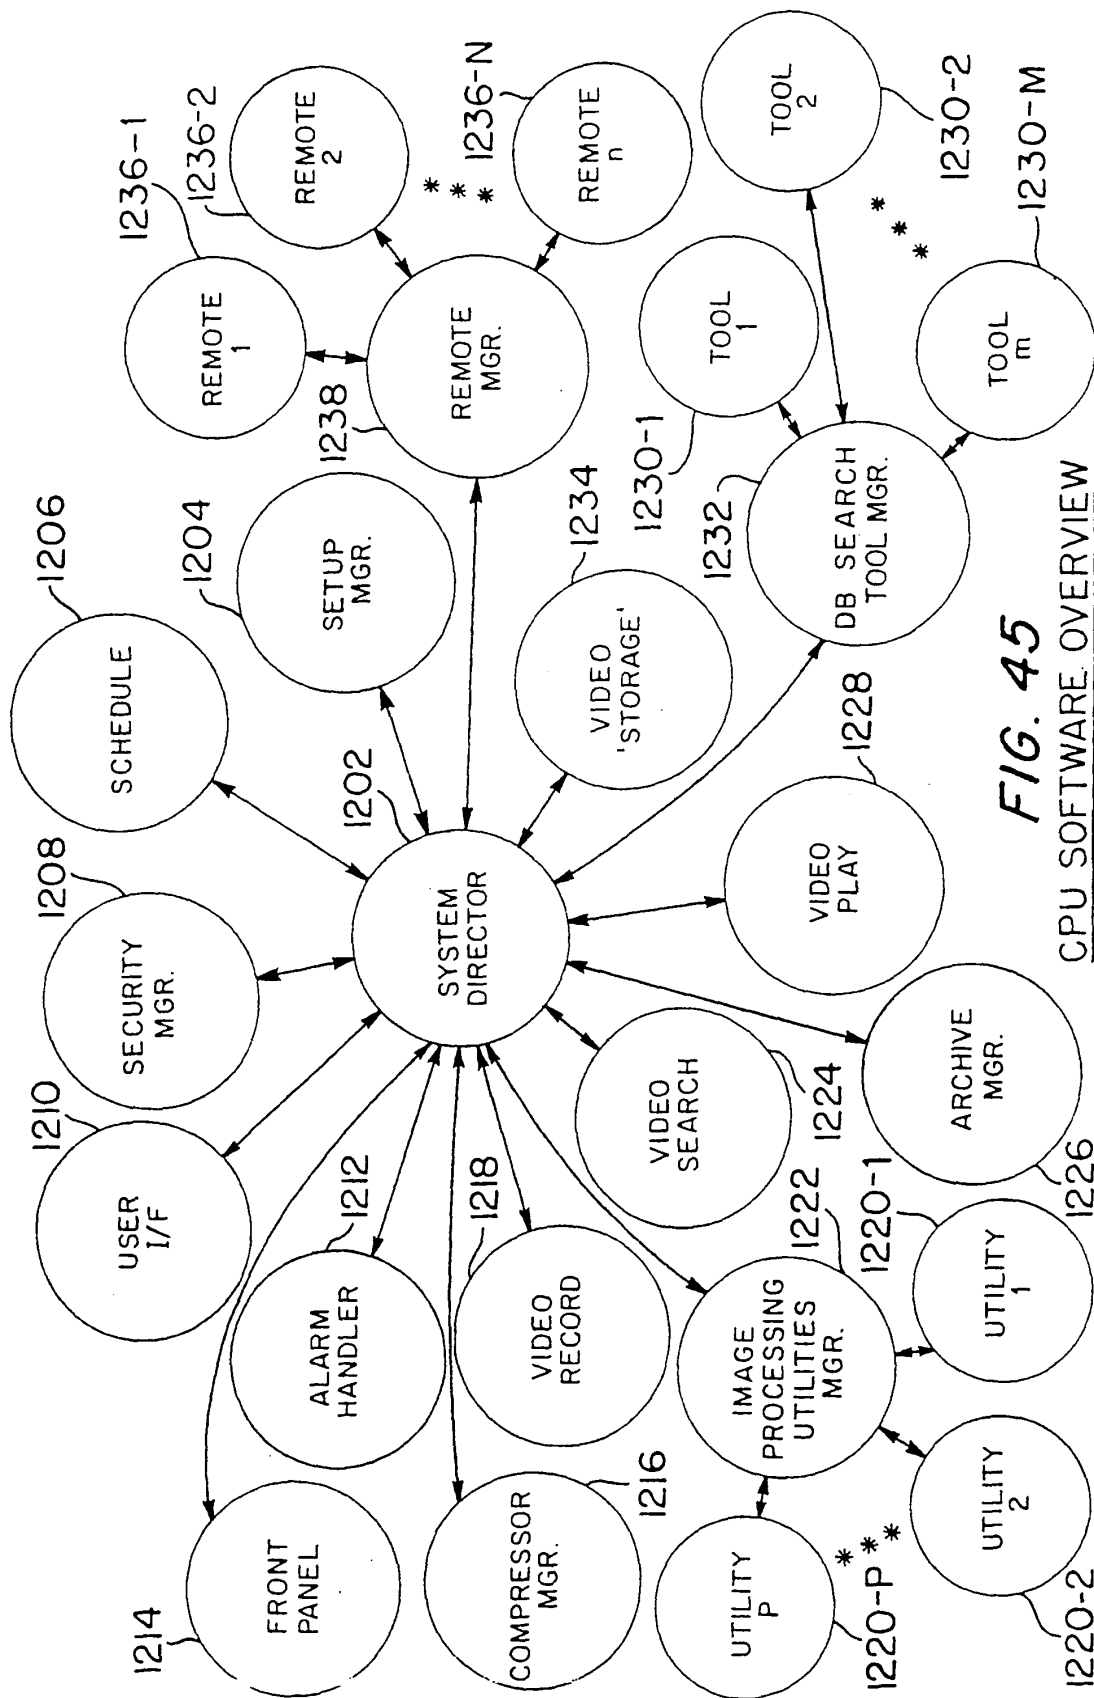 1214
FRONT
PANEL
1210
USER
I/F
1208
SECURITY
MGR.
1206
SCHEDULE
1204
SETUP
MGR.
1202
SYSTEM
DIRECTOR
1212
ALARM
HANDLER
1216
COMPRESSOR
MGR.
1218
VIDEO
RECORD
1222
IMAGE
PROCESSING
UTILITIES
MGR.
UTILITY
P
1220-P
***
UTILITY
2
1220-2
UTILITY
1
1220-1
1224
VIDEO
SEARCH
1226
ARCHIVE
MGR.
1228
VIDEO
PLAY
1234
VIDEO
'STORAGE'
1238
REMOTE
MGR.
1236-1
REMOTE
1
1236-2
REMOTE
2
***
1236-N
REMOTE
n
1232
DB SEARCH
TOOL MGR.
1230-1
TOOL
1
TOOL
2
1230-2
***
1230-M
TOOL
m
FIG. 45
CPU SOFTWARE OVERVIEW